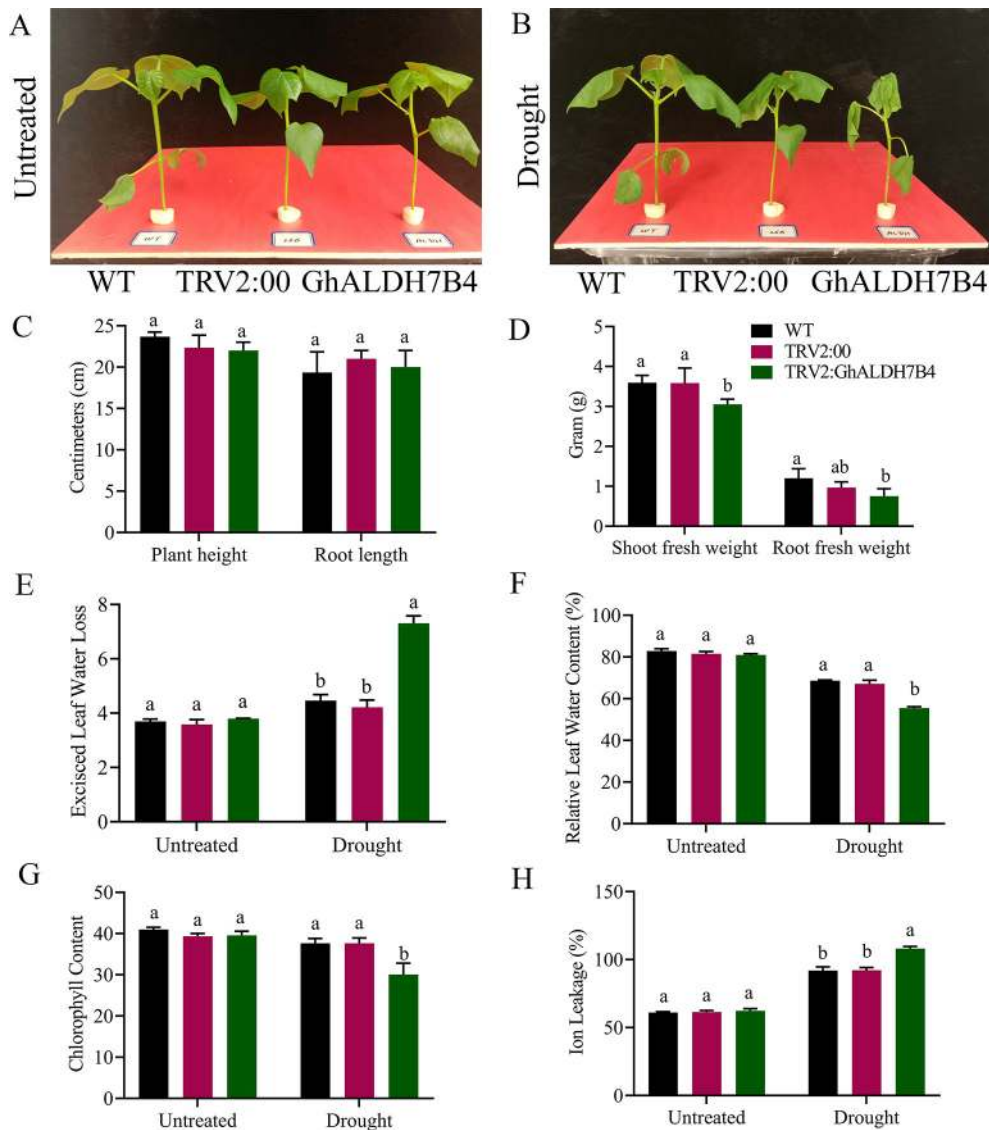 A
B
Untreated
Drought
WT
WT
WT TRV2:00 GhALDH7B4
WT TRV2:00 GhALDH7B4
C
Centimeters (cm)
25
20
15
10
5
0
a a a
a a a
Plant height
Root length
D
Gram (g)
5
4
3
2
1
0
a a b
a ab b
WT
TRV2:00
TRV2:GhALDH7B4
Shoot fresh weight
Root fresh weight
E
Excisced Leaf Water Loss
8
6
4
2
0
a a a
b b a
Untreated
Drought
F
Relative Leaf Water Content (%)
100
80
60
40
20
0
a a a
a a b
Untreated
Drought
G
Chlorophyll Content
50
40
30
20
10
0
a a a
a a b
Untreated
Drought
H
Ion Leakage (%)
150
100
50
0
a a a
b b a
Untreated
Drought